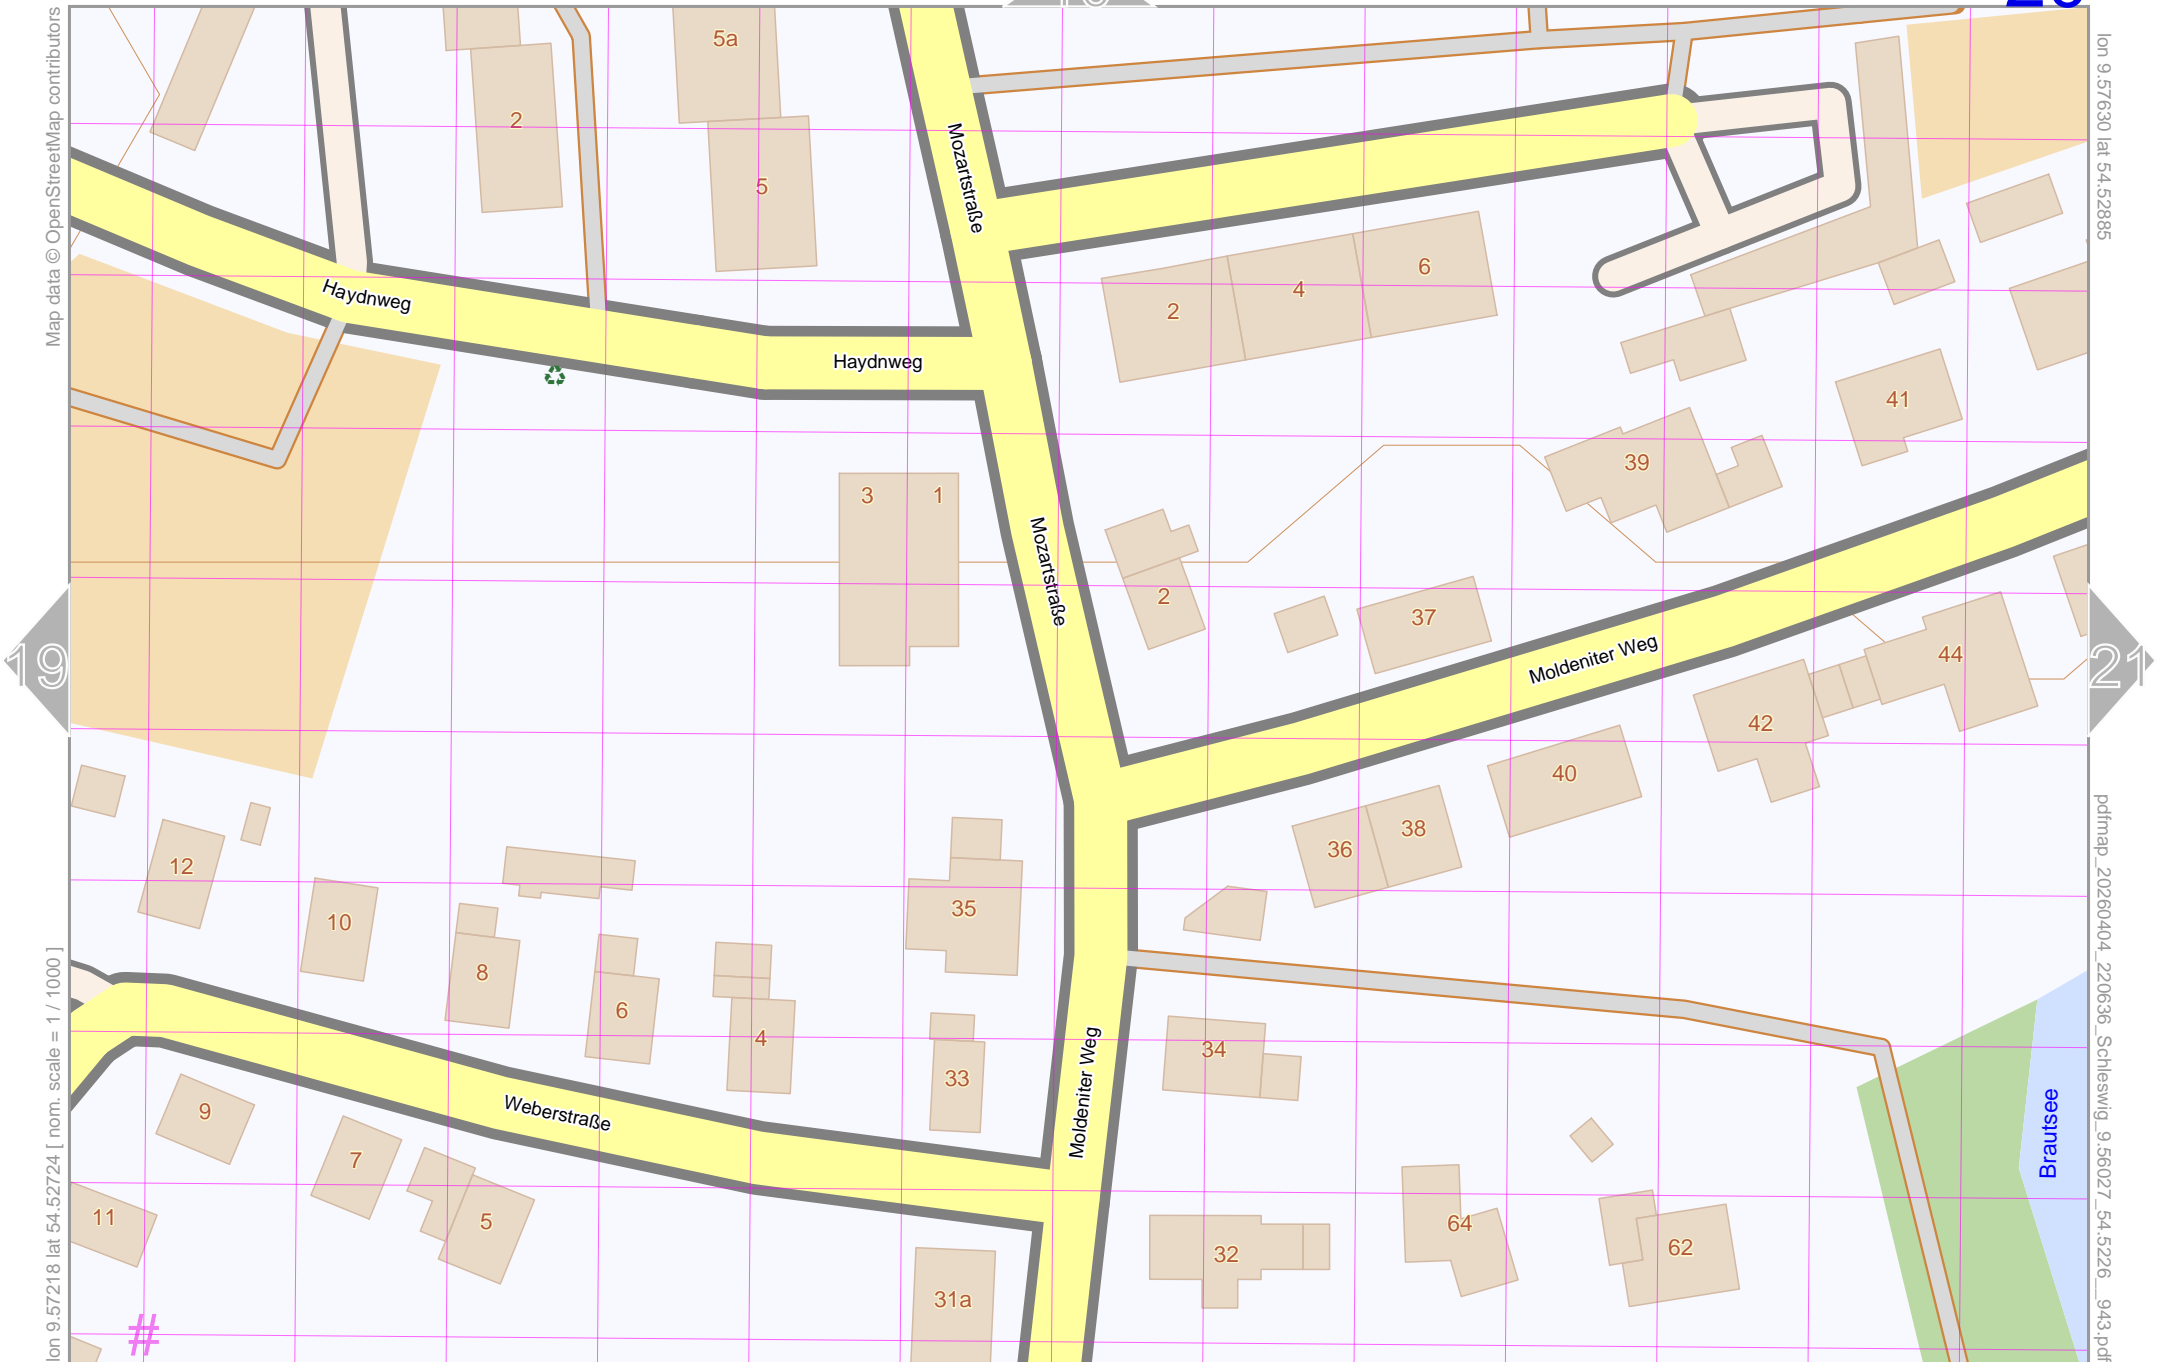 5a
2
5
Mozartstraße
Haydnweg
Haydnweg
2
4
6
41
39
3
1
Mozartstraße
2
37
Moldeniter Weg
44
42
40
38
36
19
21
12
10
8
6
4
35
33
34
Moldeniter Weg
Weberstraße
9
7
5
11
31a
32
64
62
Brautsee
#
Map data © OpenStreetMap contributors
lon 9.57218 lat 54.52724 [ nom. scale = 1 / 1000 ]
lon 9.57630 lat 54.52885
pdfmap_20260404_220636_Schleswig_9.56027_54.5226__943.pdf